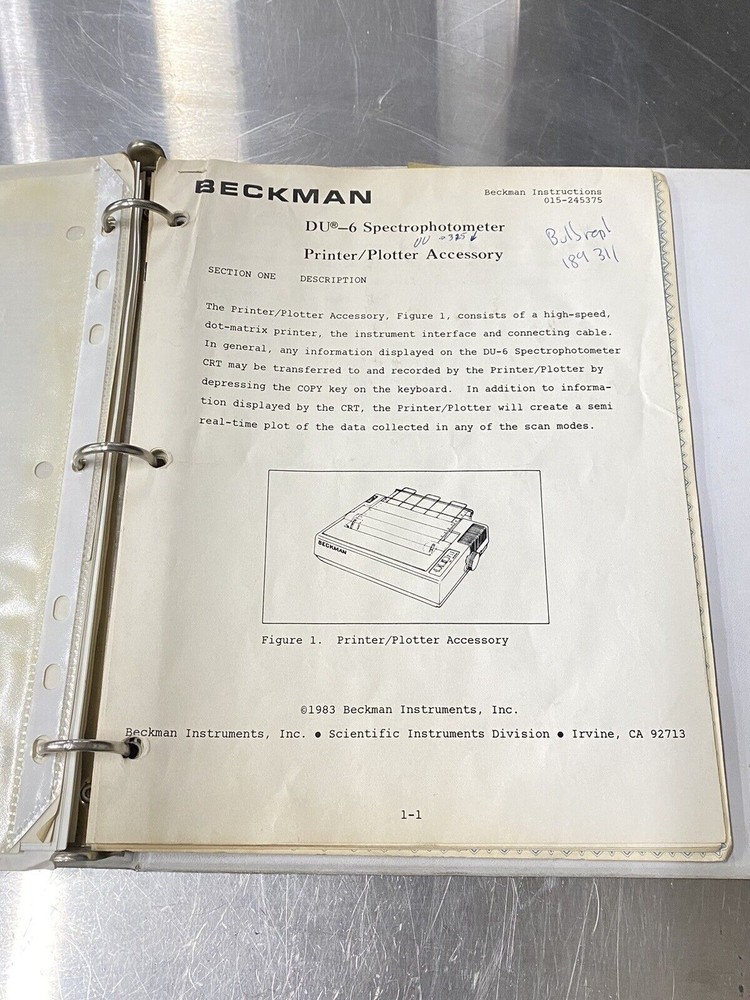 BECKMAN
Beckman Instructions
015-245375
DU®-6 Spectrophotometer
Printer/Plotter Accessory
189 311
SECTION ONE DESCRIPTION
The Printer/Plotter Accessory, Figure 1, consists of a high-speed,
dot-matrix printer, the instrument interface and connecting cable.
In general, any information displayed on the DU-6 Spectrophotometer
CRT may be transferred to and recorded by the Printer/Plotter by
depressing the COPY key on the keyboard. In addition to informa-
tion displayed by the CRT, the Printer/Plotter will create a semi
real-time plot of the data collected in any of the scan modes.
BECKMAN
Figure 1. Printer/Plotter Accessory
©1983 Beckman Instruments, Inc.
Beckman Instruments, Inc. ● Scientific Instruments Division ● Irvine, CA 92713
1-1